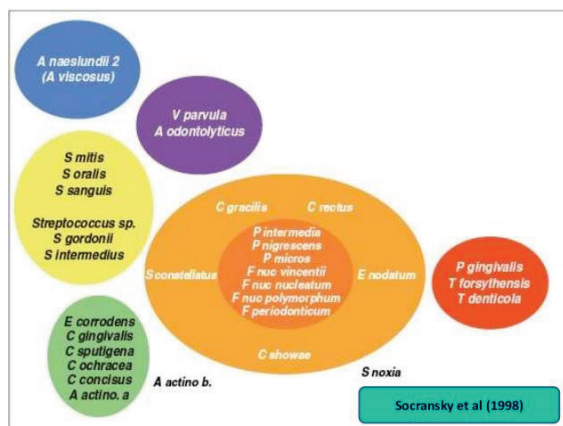 A naeslundii 2
(A viscosus)
V parvula
A odontolyticus
S mitis
S oralis
S sanguis
Streptococcus sp.
S gordonii
S intermedius
C gracilis
C rectus
P intermedia
P nigrescens
P micros
F nuc vincentii
F nuc nucleatum
F nuc polymorphum
F periodonticum
S constellatus
E nodatum
C showae
P gingivalis
T forsythensis
T denticola
E corrodens
C gingivalis
C sputigena
C ochracea
C concisus
A actino. a
A actino b.
S noxia
Socransky et al (1998)